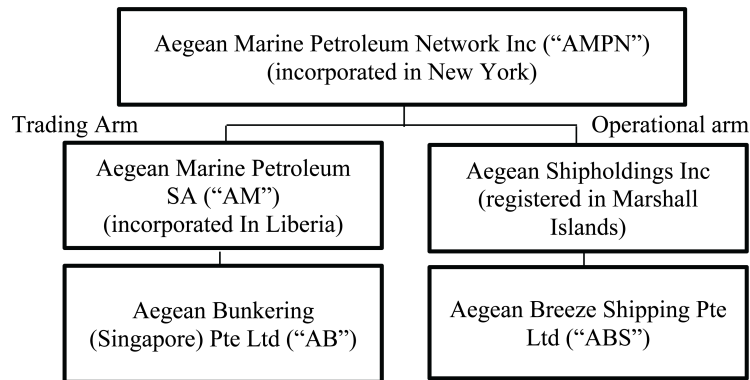 Aegean Marine Petroleum Network Inc (“AMPN”)
(incorporated in New York)
Trading Arm
Operational arm
Aegean Marine Petroleum
SA (“AM”)
(incorporated In Liberia)
Aegean Shipholdings Inc
(registered in Marshall
Islands)
Aegean Bunkering
(Singapore) Pte Ltd (“AB”)
Aegean Breeze Shipping Pte
Ltd (“ABS”)